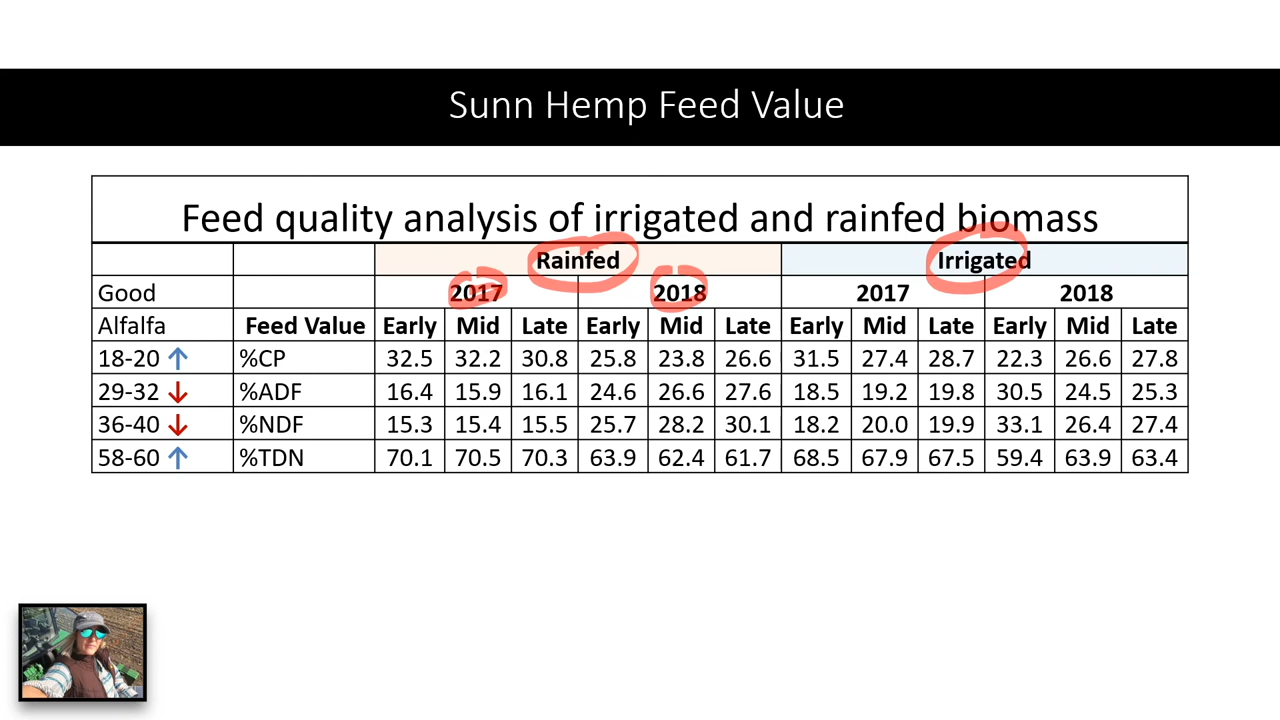 Sunn Hemp Feed Value
Feed quality analysis of irrigated and rainfed biomass
Rainfed Irrigated
Good 2017 2018 2017 2018
Alfalfa Feed Value Early Mid Late Early Mid Late Early Mid Late Early Mid Late
18-20 ↑ %CP 32.5 32.2 30.8 25.8 23.8 26.6 31.5 27.4 28.7 22.3 26.6 27.8
29-32 ↓ %ADF 16.4 15.9 16.1 24.6 26.6 27.6 18.5 19.2 19.8 30.5 24.5 25.3
36-40 ↓ %NDF 15.3 15.4 15.5 25.7 28.2 30.1 18.2 20.0 19.9 33.1 26.4 27.4
58-60 ↑ %TDN 70.1 70.5 70.3 63.9 62.4 61.7 68.5 67.9 67.5 59.4 63.9 63.4